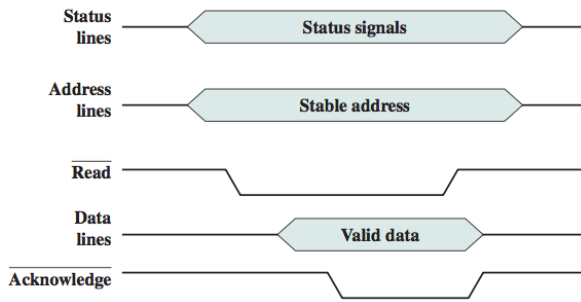 Status
lines
Status signals
Address
lines
Stable address
Read
Data
lines
Valid data
Acknowledge